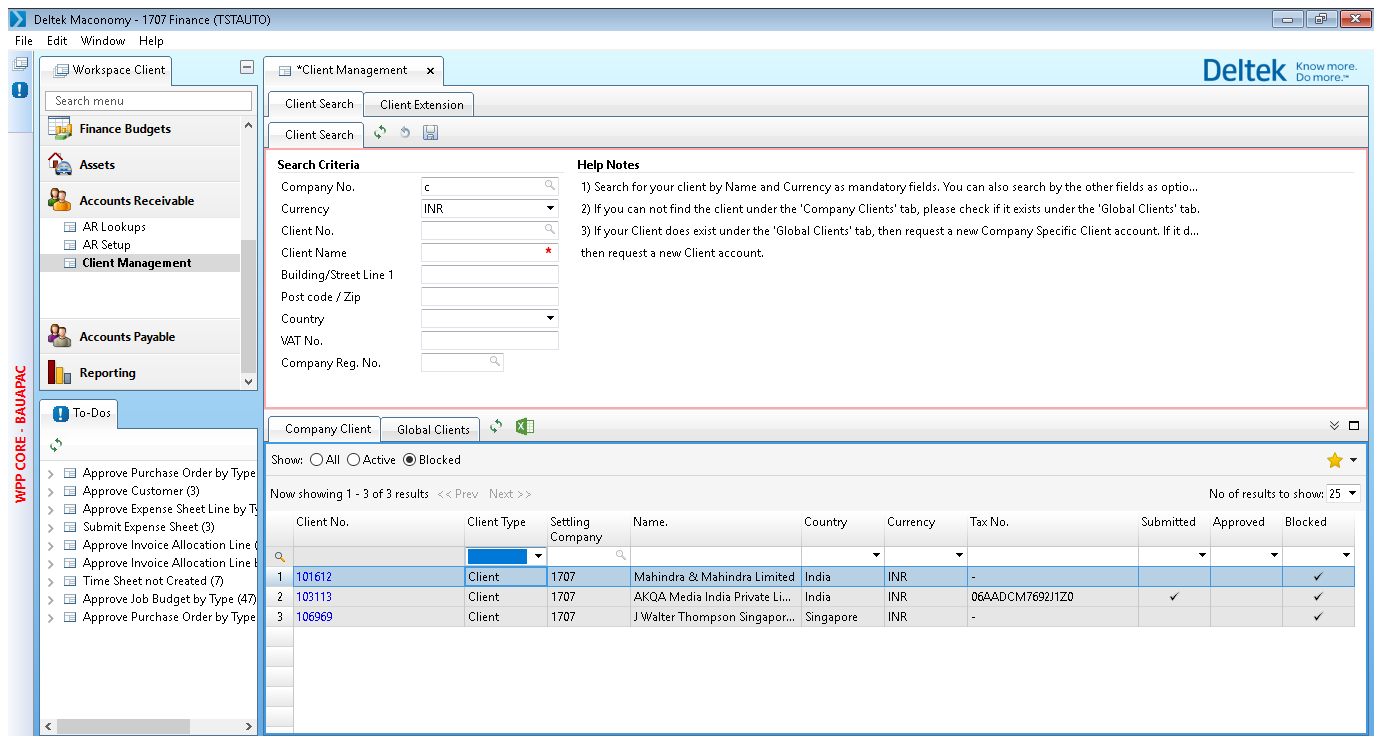 Deltek Maconomy - 1707 Finance (TSTAUTO)
File Edit Window Help
Workspace Client
*Client Management
Deltek Know more. Do more.™
Search menu
Finance Budgets
Assets
Accounts Receivable
AR Lookups
AR Setup
Client Management
Accounts Payable
Reporting
WPP CORE - BAUAPAC
To-Dos
Approve Purchase Order by Type
Approve Customer (3)
Approve Expense Sheet Line by Ty
Submit Expense Sheet (3)
Approve Invoice Allocation Line (
Approve Invoice Allocation Line b
Time Sheet not Created (7)
Approve Job Budget by Type (47)
Approve Purchase Order by Type
Client Search Client Extension
Client Search
Search Criteria
Company No. c
Currency INR
Client No.
Client Name *
Building/Street Line 1
Post code / Zip
Country
VAT No.
Company Reg. No.
Help Notes
1) Search for your client by Name and Currency as mandatory fields. You can also search by the other fields as optio...
2) If you can not find the client under the 'Company Clients' tab, please check if it exists under the 'Global Clients' tab.
3) If your Client does exist under the 'Global Clients' tab, then request a new Company Specific Client account. If it d...
then request a new Client account.
Company Client Global Clients
Show: All Active Blocked
Now showing 1 - 3 of 3 results << Prev Next >> No of results to show: 25
Client No. Client Type Settling Company Name. Country Currency Tax No. Submitted Approved Blocked
1 101612 Client 1707 Mahindra & Mahindra Limited India INR - ✓
2 103113 Client 1707 AKQA Media India Private Li... India INR 06AADCM7692J1Z0 ✓ ✓
3 106969 Client 1707 J Walter Thompson Singapor... Singapore INR - ✓